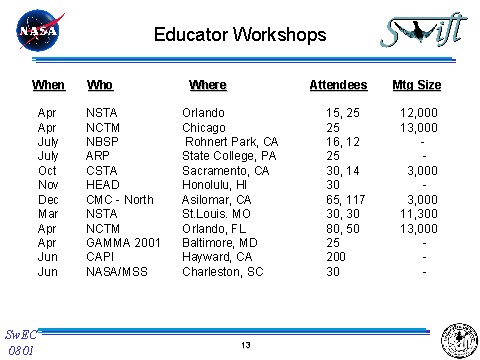 NASA
Educator Workshops
Swift
When Who Where Attendees Mtg Size
Apr NSTA Orlando 15, 25 12,000
Apr NCTM Chicago 25 13,000
July NBSP Rohnert Park, CA 16, 12 -
July ARP State College, PA 25 -
Oct CSTA Sacramento, CA 30, 14 3,000
Nov HEAD Honolulu, HI 30 -
Dec CMC - North Asilomar, CA 65, 117 3,000
Mar NSTA St.Louis. MO 30, 30 11,300
Apr NCTM Orlando, FL 80, 50 13,000
Apr GAMMA 2001 Baltimore, MD 25 -
Jun CAPI Hayward, CA 200 -
Jun NASA/MSS Charleston, SC 30 -
SwEC
0801
13